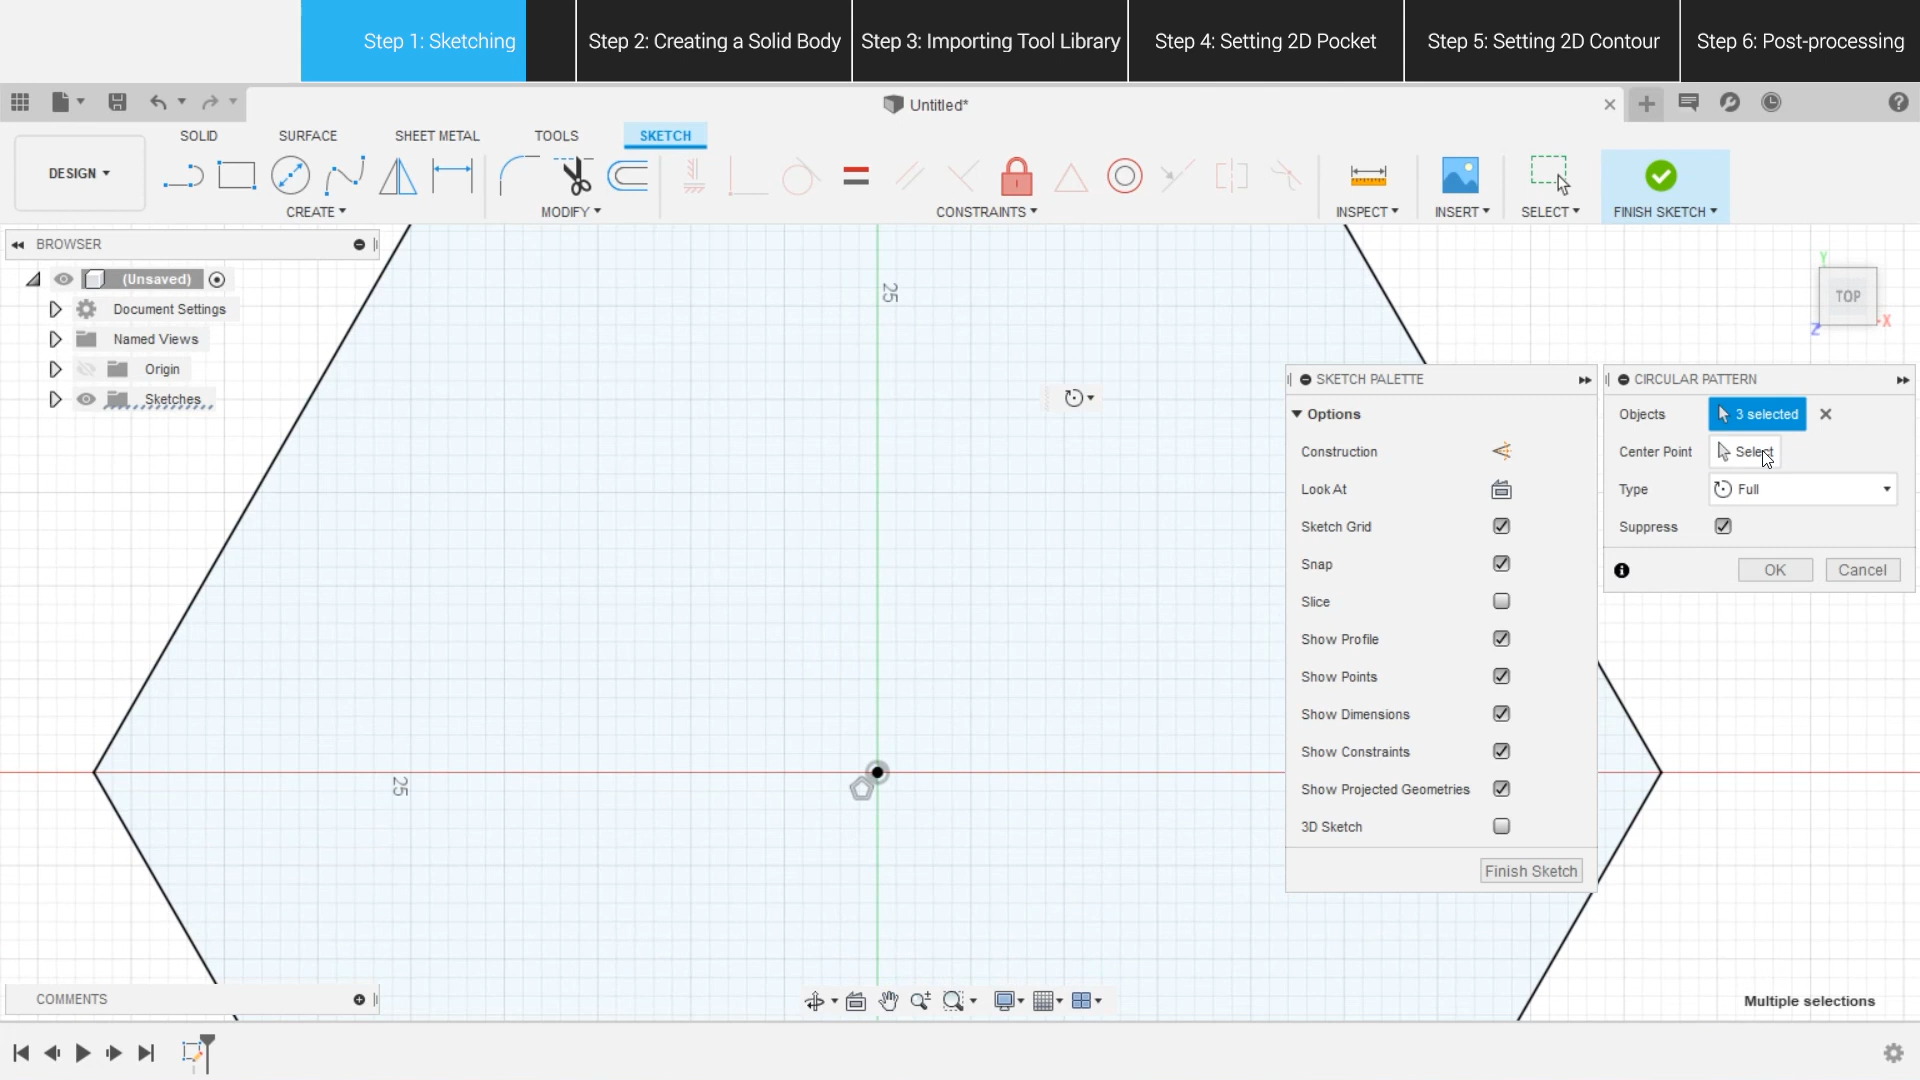 Step 1: Sketching
Step 2: Creating a Solid Body
Step 3: Importing Tool Library
Step 4: Setting 2D Pocket
Step 5: Setting 2D Contour
Step 6: Post-processing
Untitled*
SOLID
SURFACE
SHEET METAL
TOOLS
SKETCH
DESIGN
CREATE
MODIFY
CONSTRAINTS
INSPECT
INSERT
SELECT
FINISH SKETCH
BROWSER
(Unsaved)
Document Settings
Named Views
Origin
Sketches
25
25
Y
TOP
Z
X
SKETCH PALETTE
Options
Construction
Look At
Sketch Grid
Snap
Slice
Show Profile
Show Points
Show Dimensions
Show Constraints
Show Projected Geometries
3D Sketch
Finish Sketch
CIRCULAR PATTERN
Objects
3 selected
Center Point
Select
Type
Full
Suppress
OK
Cancel
COMMENTS
Multiple selections